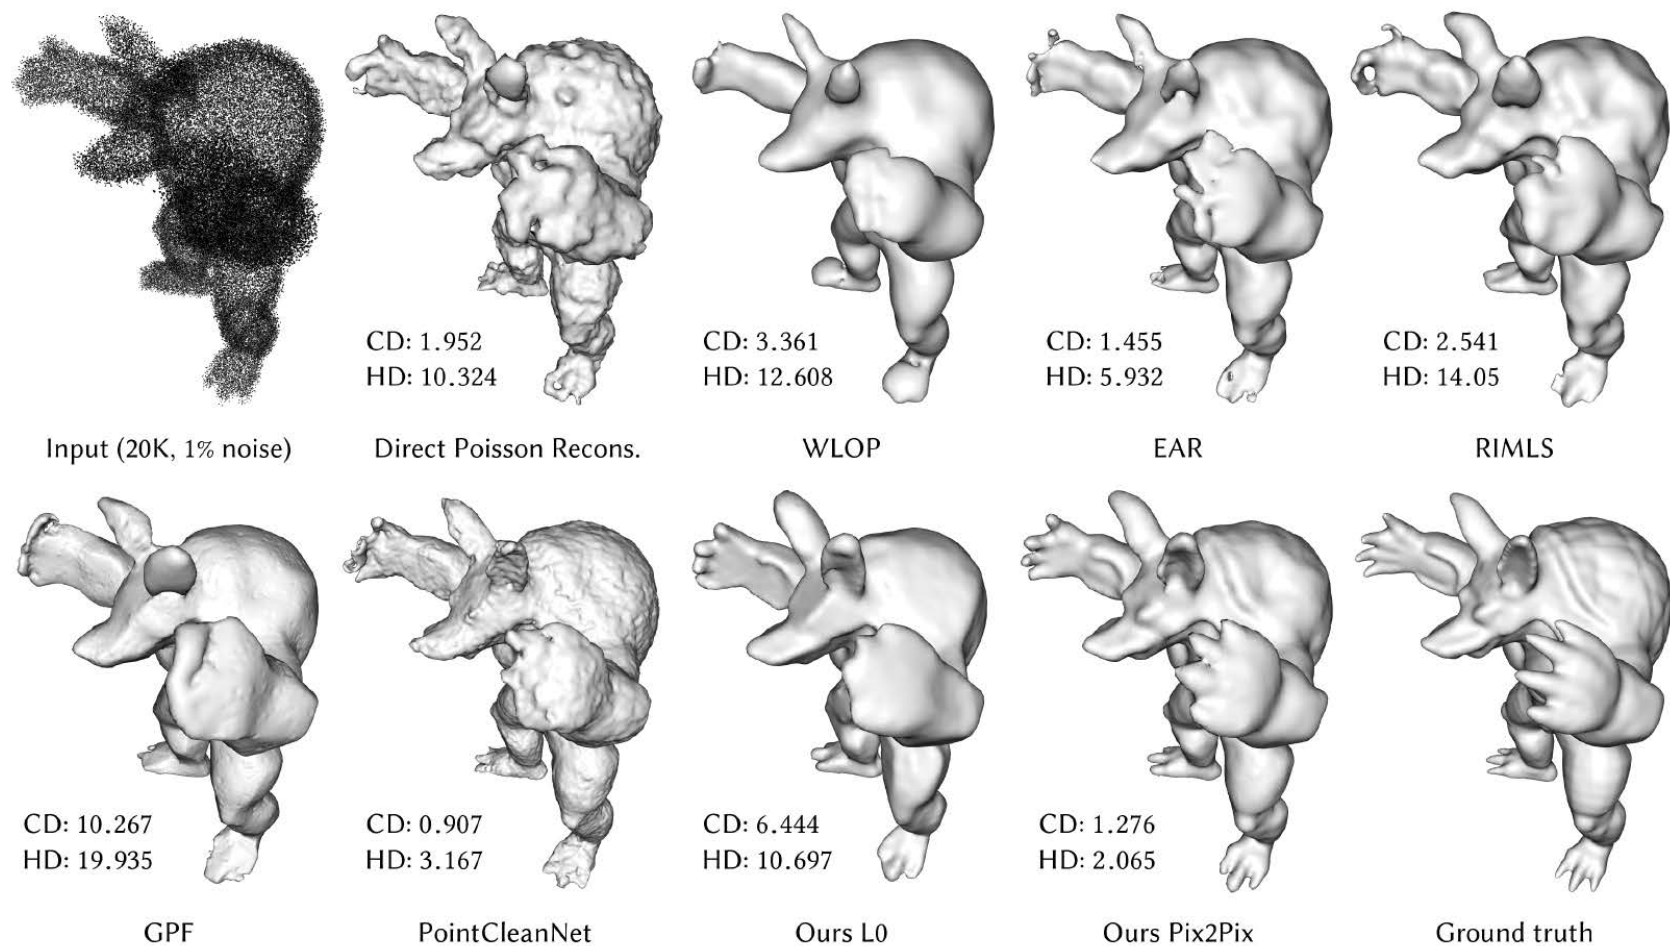 CD: 1.952
HD: 10.324
CD: 3.361
HD: 12.608
CD: 1.455
HD: 5.932
CD: 2.541
HD: 14.05
Input (20K, 1% noise)
Direct Poisson Recons.
WLOP
EAR
RIMLS
CD: 10.267
HD: 19.935
CD: 0.907
HD: 3.167
CD: 6.444
HD: 10.697
CD: 1.276
HD: 2.065
GPF
PointCleanNet
Ours L0
Ours Pix2Pix
Ground truth